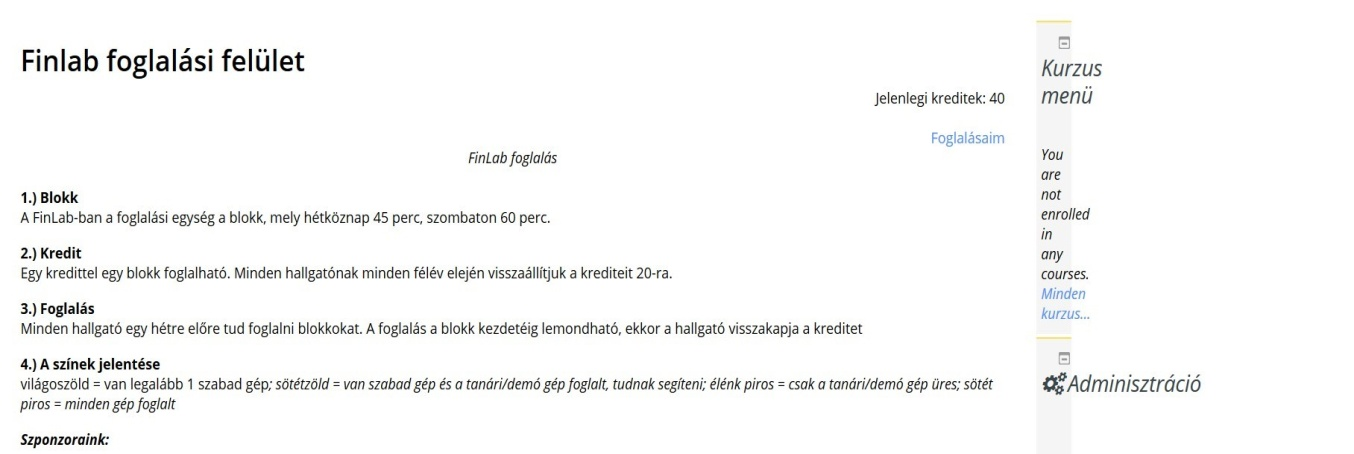 Finlab foglalási felület
Jelenlegi kreditek: 40
Foglalásaim
FinLab foglalás
1.) Blokk
A FinLab-ban a foglalási egység a blokk, mely hétköznap 45 perc, szombaton 60 perc.
2.) Kredit
Egy kredittel egy blokk foglalható. Minden hallgatónak minden félév elején visszaállítjuk a krediteit 20-ra.
3.) Foglalás
Minden hallgató egy hétre előre tud foglalni blokkokat. A foglalás a blokk kezdetéig lemondható, ekkor a hallgató visszakapja a kreditet
4.) A színek jelentése
világoszöld = van legalább 1 szabad gép; sötétzöld = van szabad gép és a tanári/demó gép foglalt, tudnak segíteni; élénk piros = csak a tanári/demó gép üres; sötét
piros = minden gép foglalt
Szponzoraink:
Kurzus
menü
You
are
not
enrolled
in
any
courses.
Minden
kurzus...
Adminisztráció